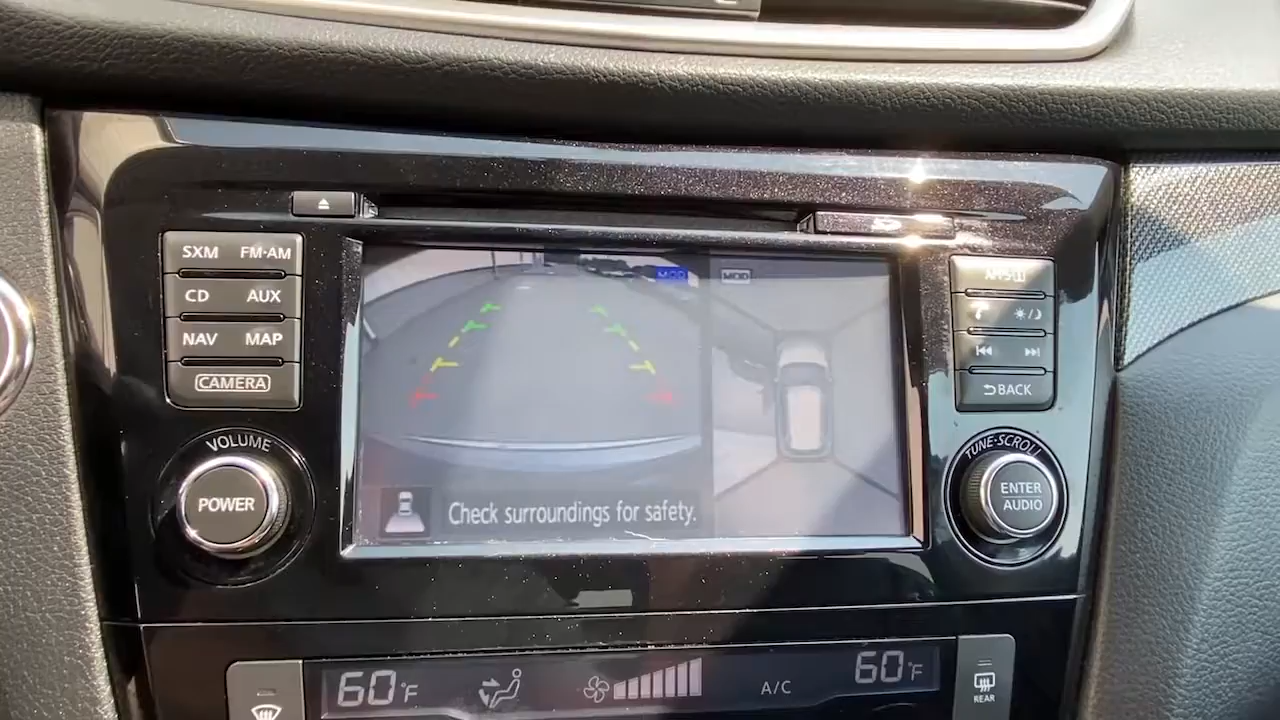 SXM FM·AM
CD AUX
NAV MAP
CAMERA
VOLUME
POWER
MOD
MOD
Check surroundings for safety.
BACK
TUNE·SCROLL
ENTER
AUDIO
60°F
A/C
60°F
REAR